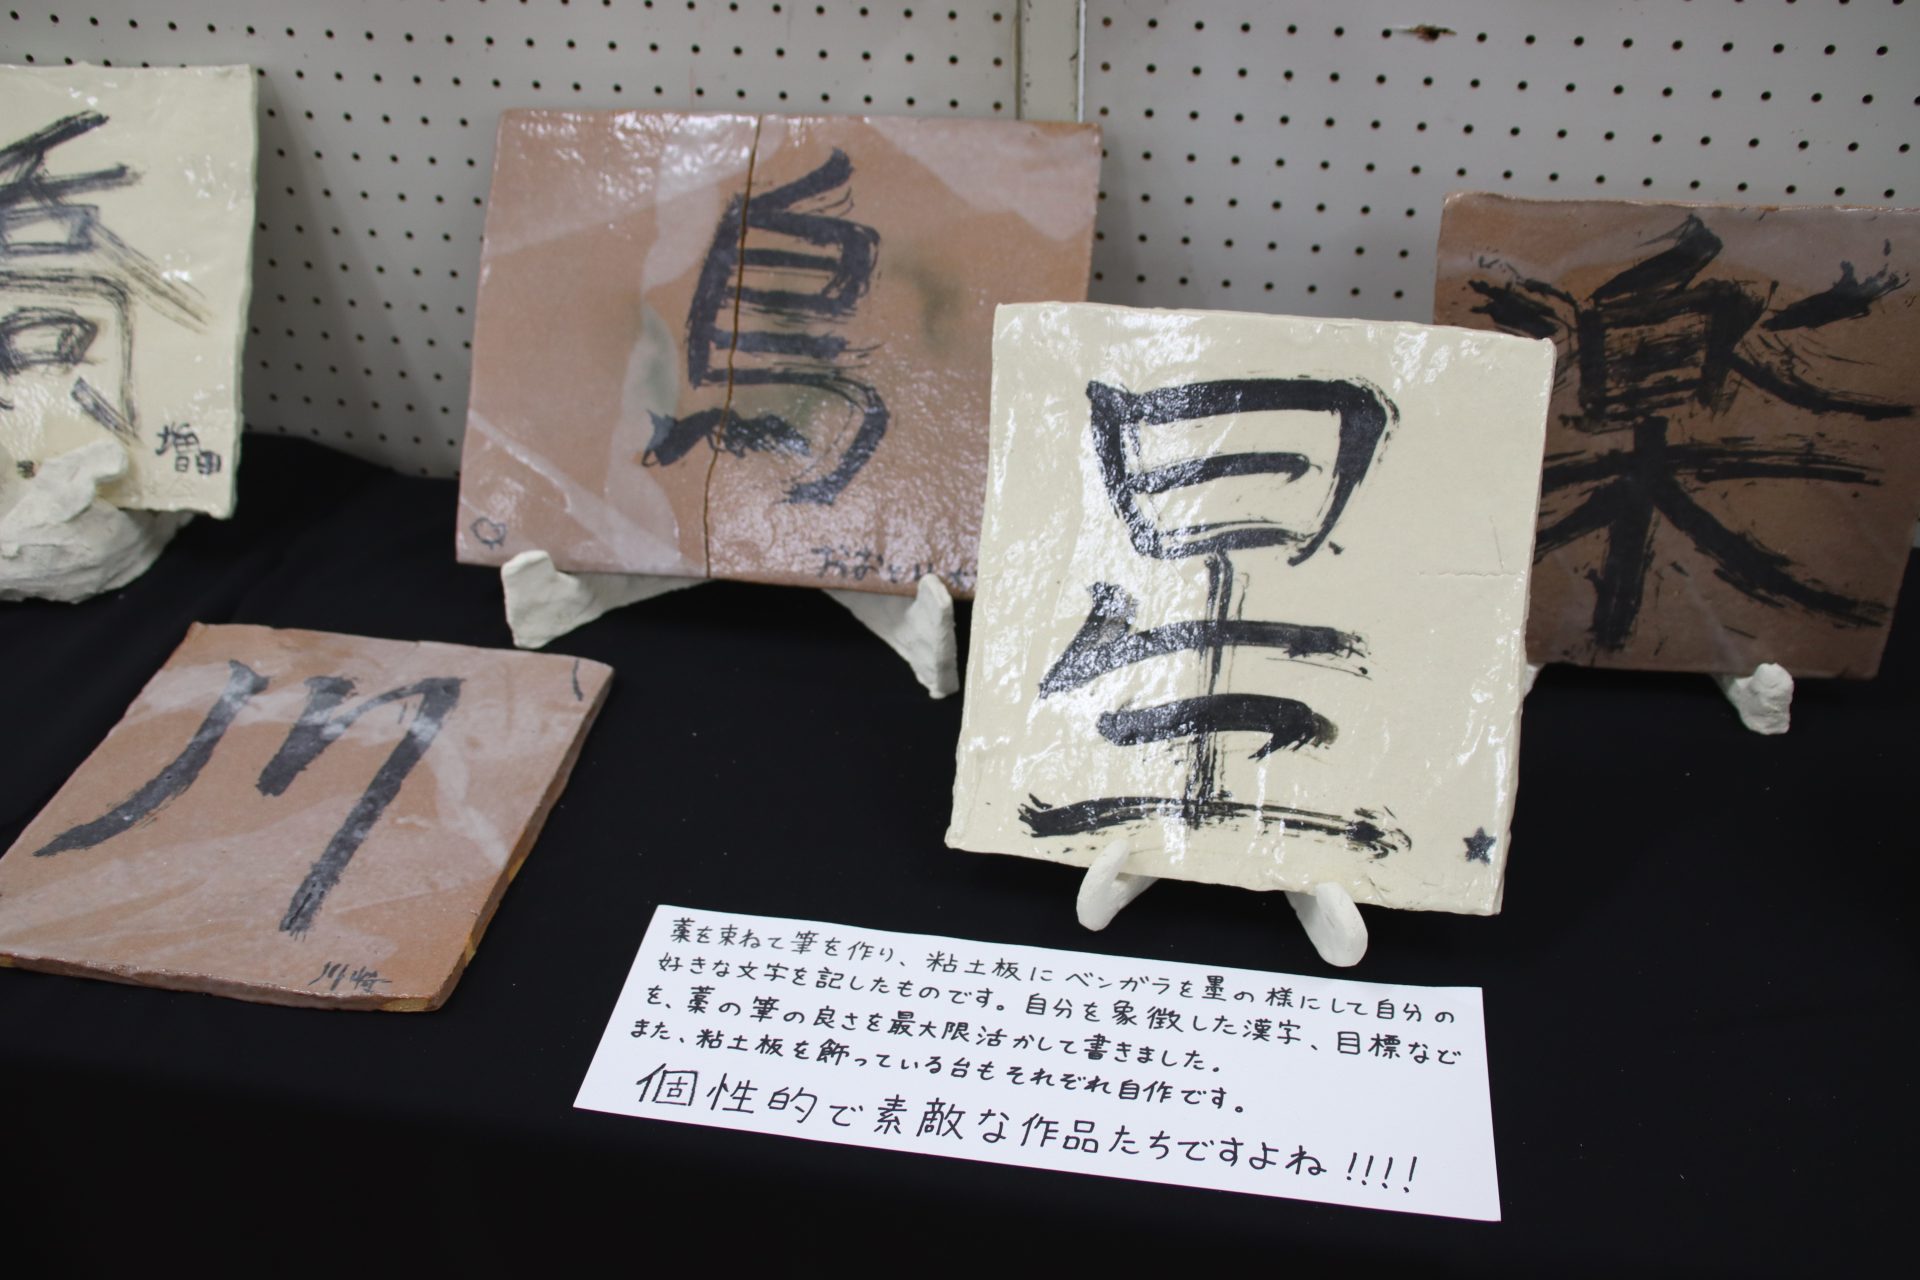 鳥
星
楽
川
増田
川崎
藁を束ねて筆を作り、粘土板にベンガラを墨の様にして自分の
好きな文字を記したものです。自分を象徴した漢字、目標など
を、藁の筆の良さを最大限活かして書きました。
また、粘土板を飾っている台もそれぞれ自作です。
個性的で素敵な作品たちですよね!!!!